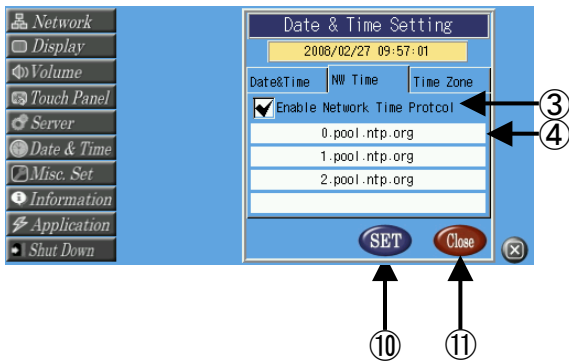 Network
Display
Volume
Touch Panel
Server
Date & Time
Misc. Set
Information
Application
Shut Down
Date & Time Setting
2008/02/27 09:57:01
Date&Time NW Time Time Zone
Enable Network Time Protcol
0.pool.ntp.org
1.pool.ntp.org
2.pool.ntp.org
SET Close
③
④
⑩ ⑪